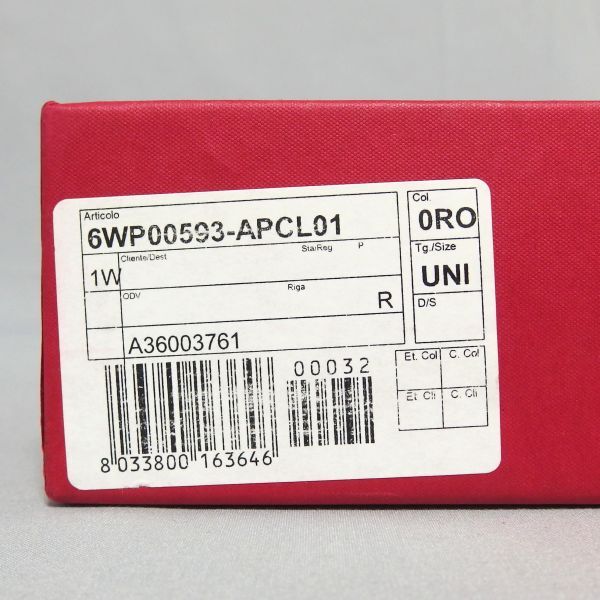 Articolo
6WP00593-APCL01
Col
0RO
Cliente/Dest
Sta/Reg
P
1W
Tg./Size
UNI
ODV
Riga
R
D/S
A36003761
00032
Et. Col
C. Col
Et. Cli
C. Cli
8 033800 163646